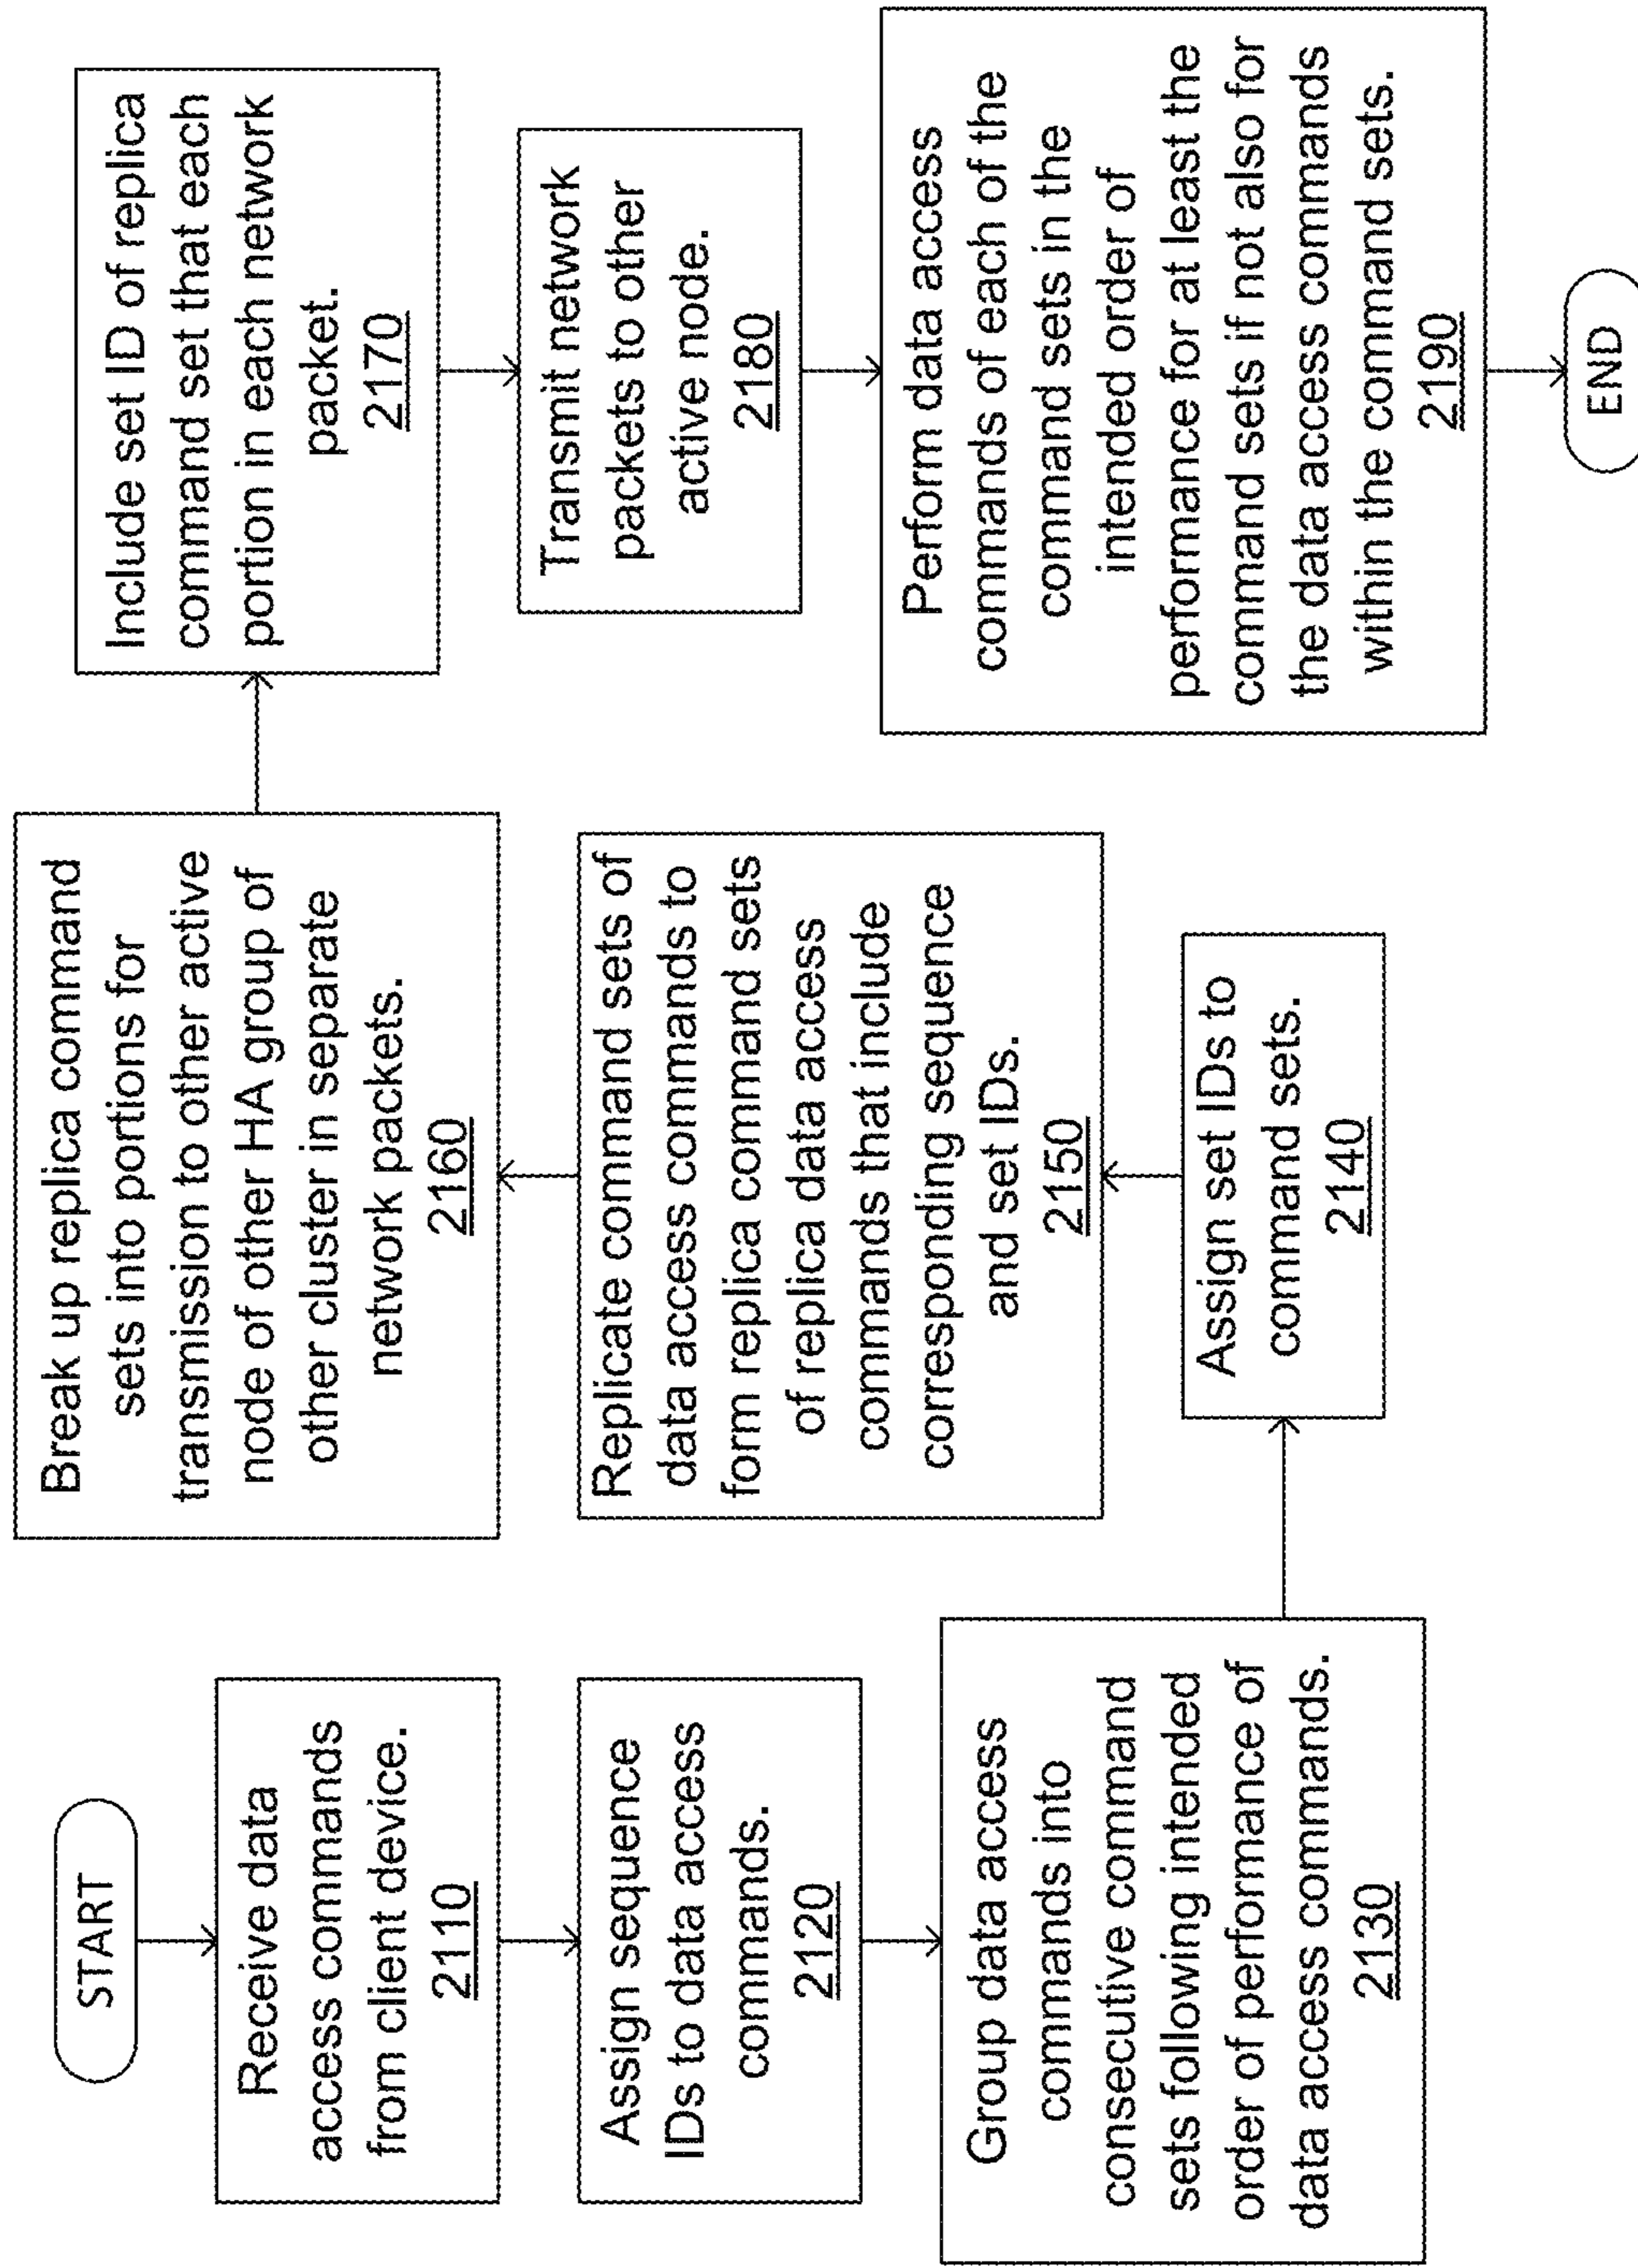 START
Receive data
access commands
from client device.
2110
Assign sequence
IDs to data access
commands.
2120
Group data access
commands into
consecutive command
sets following intended
order of performance of
data access commands.
2130
Assign set IDs to
command sets.
2140
Replicate command sets of
data access commands to
form replica command sets
of replica data access
commands that include
corresponding sequence
and set IDs.
2150
Break up replica command
sets into portions for
transmission to other active
node of other HA group of
other cluster in separate
network packets.
2160
Include set ID of replica
command set that each
portion in each network
packet.
2170
Transmit network
packets to other
active node.
2180
Perform data access
commands of each of the
command sets in the
intended order of
performance for at least the
command sets if not also for
the data access commands
within the command sets.
2190
END